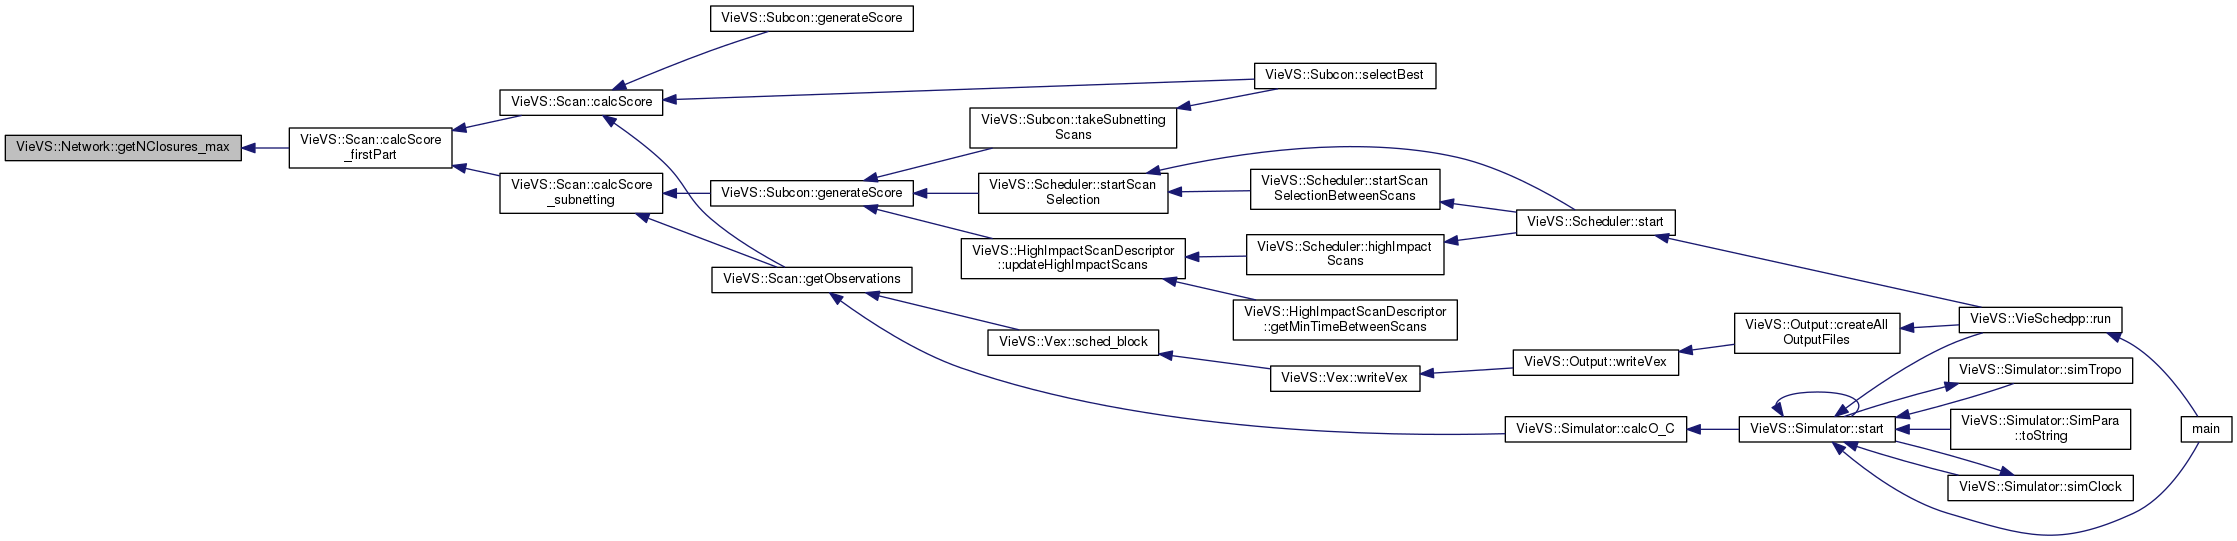 VieVS::Network::getNClosures_max
VieVS::Scan::calcScore
_firstPart
VieVS::Scan::calcScore
VieVS::Scan::calcScore
_subnetting
VieVS::Subcon::generateScore
VieVS::Subcon::generateScore
VieVS::Scan::getObservations
VieVS::Subcon::selectBest
VieVS::Subcon::takeSubnetting
Scans
VieVS::Scheduler::startScan
Selection
VieVS::HighImpactScanDescriptor
::updateHighImpactScans
VieVS::Vex::sched_block
VieVS::Scheduler::startScan
SelectionBetweenScans
VieVS::Scheduler::highImpact
Scans
VieVS::HighImpactScanDescriptor
::getMinTimeBetweenScans
VieVS::Vex::writeVex
VieVS::Scheduler::start
VieVS::Output::writeVex
VieVS::Simulator::calcO_C
VieVS::Output::createAll
OutputFiles
VieVS::Simulator::start
VieVS::VieSchedpp::run
VieVS::Simulator::simTropo
VieVS::Simulator::SimPara
::toString
VieVS::Simulator::simClock
main